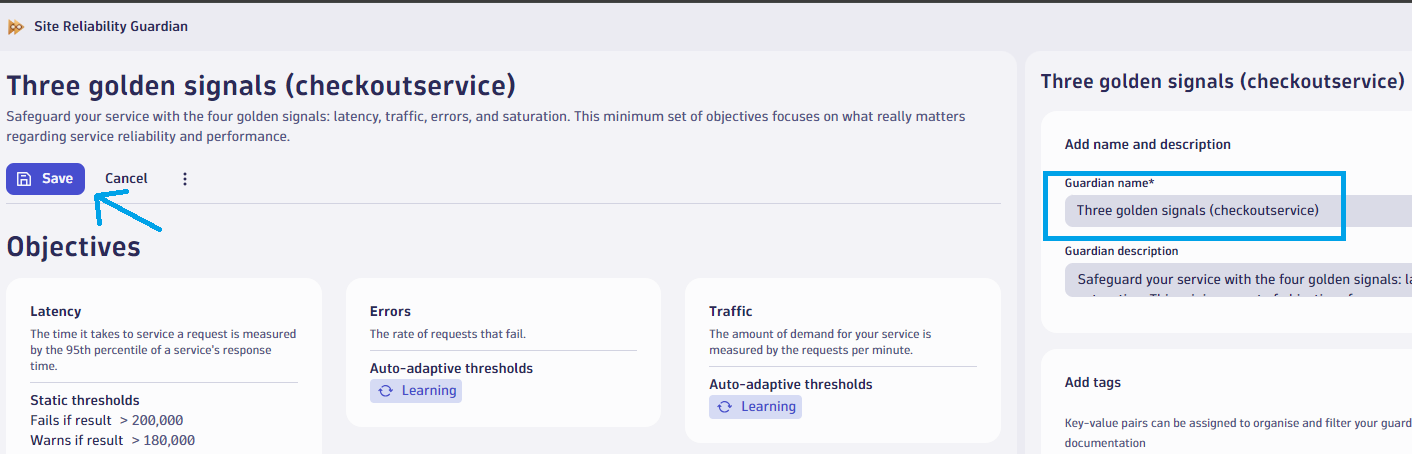 Site Reliability Guardian
Three golden signals (checkoutservice)
Safeguard your service with the four golden signals: latency, traffic, errors, and saturation. This minimum set of objectives focuses on what really matters
regarding service reliability and performance.
Save
Cancel
Objectives
Latency
The time it takes to service a request is measured
by the 95th percentile of a service's response
time.
Static thresholds
Fails if result > 200,000
Warns if result > 180,000
Errors
The rate of requests that fail.
Auto-adaptive thresholds
Learning
Traffic
The amount of demand for your service is
measured by the requests per minute.
Auto-adaptive thresholds
Learning
Three golden signals (checkoutservice)
Add name and description
Guardian name*
Three golden signals (checkoutservice)
Guardian description
Safeguard your service with the four golden signals:
Add tags
Key-value pairs can be assigned to organise and filter your
documentation